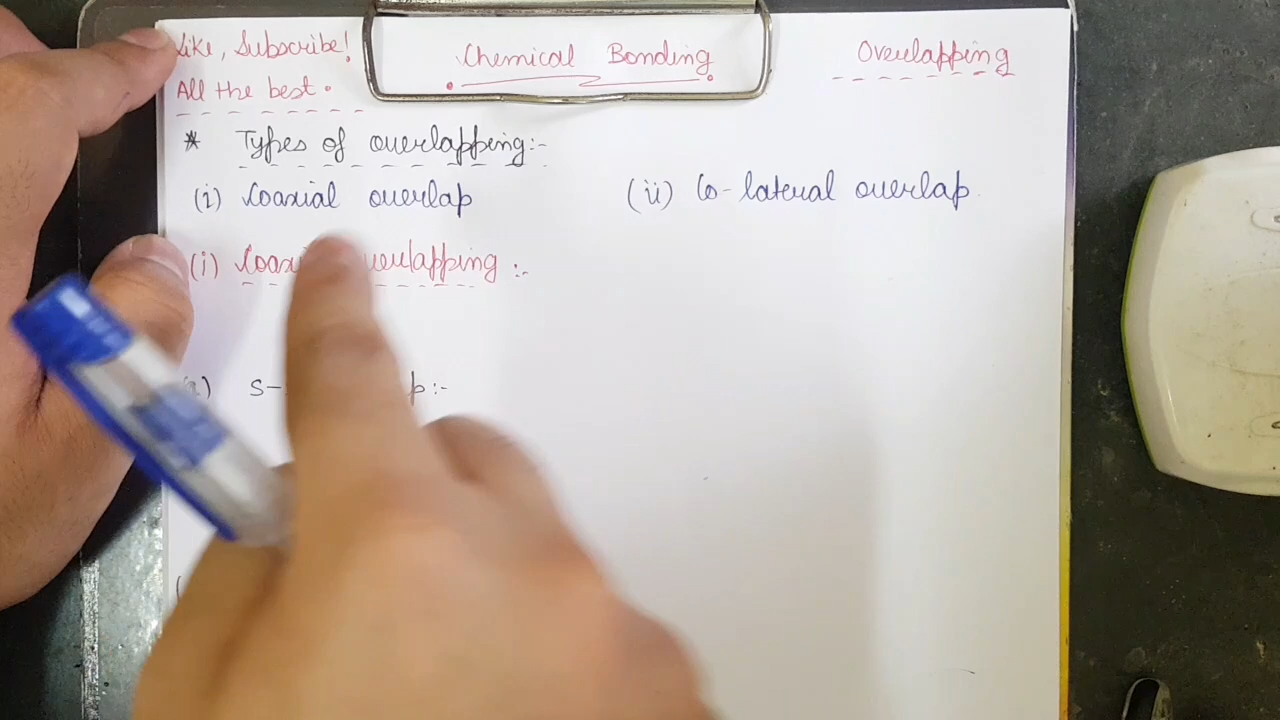 Like, Subscribe!
Chemical Bonding
Overlapping
All the best.
* Types of overlapping:-
(i) Coaxial overlap
(ii) Co-lateral overlap.
(i) overlapping :-